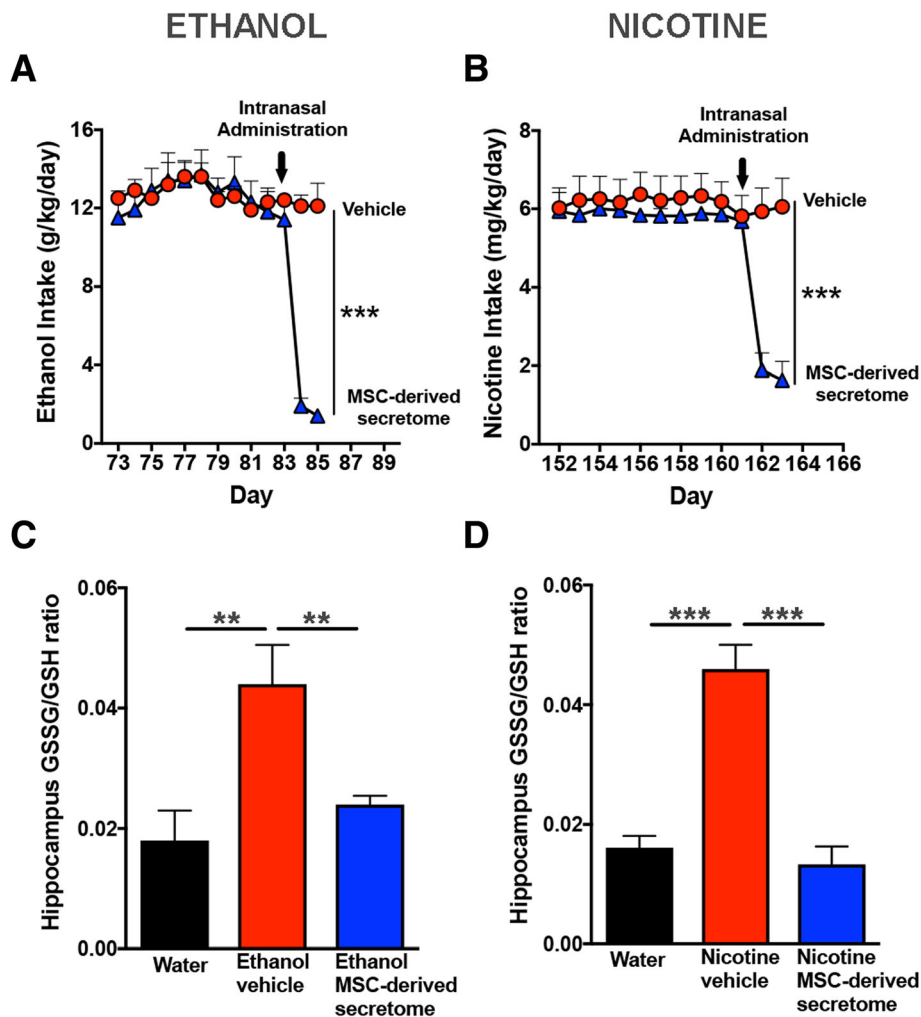 ETHANOL
NICOTINE
A
Intranasal
Administration
Ethanol Intake (g/kg/day)
16
12
8
4
0
Vehicle
***
MSC-derived
secretome
73 75 77 79 81 83 85 87 89
Day
B
Intranasal
Administration
Nicotine Intake (mg/kg/day)
8
6
4
2
0
Vehicle
***
MSC-derived
secretome
152 154 156 158 160 162 164 166
Day
C
Hippocampus GSSG/GSH ratio
0.06
0.04
0.02
0.00
** **
Water
Ethanol
vehicle
Ethanol
MSC-derived
secretome
D
Hippocampus GSSG/GSH ratio
0.06
0.04
0.02
0.00
*** ***
Water
Nicotine
vehicle
Nicotine
MSC-derived
secretome